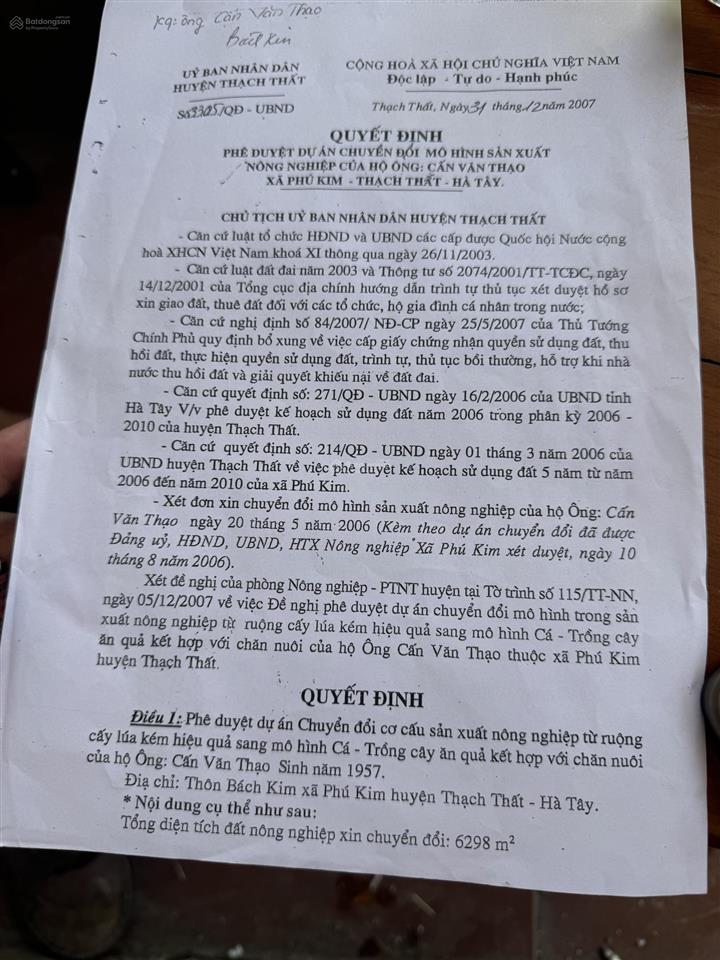 Batdongsan
by PropertyGuru
Kg: ông Cấn Văn Thạo
Bách Kim
UỶ BAN NHÂN DÂN
HUYỆN THẠCH THẤT
CỘNG HOÀ XÃ HỘI CHỦ NGHĨA VIỆT NAM
Độc lập - Tự do - Hạnh phúc
/QĐ - UBND
Thạch Thất, Ngày 31 tháng 12 năm 2007
QUYẾT ĐỊNH
PHÊ DUYỆT DỰ ÁN CHUYỂN ĐỔI MÔ HÌNH SẢN XUẤT
NÔNG NGHIỆP CỦA HỘ ÔNG: CẤN VĂN THẠO
XÃ PHÚ KIM - THẠCH THẤT - HÀ TÂY.
CHỦ TỊCH UỶ BAN NHÂN DÂN HUYỆN THẠCH THẤT
- Căn cứ luật tổ chức HĐND và UBND các cấp được Quốc hội Nước cộng
hoà XHCN Việt Nam khoá XI thông qua ngày 26/11/2003.
- Căn cứ luật đất đai năm 2003 và Thông tư số 2074/2001/TT-TCĐC, ngày
14/12/2001 của Tổng cục địa chính hướng dẫn trình tự thủ tục xét duyệt hồ sơ
xin giao đất, thuê đất đối với các tổ chức, hộ gia đình cá nhân trong nước;
- Căn cứ nghị định số 84/2007/ NĐ-CP ngày 25/5/2007 của Thủ Tướng
Chính Phủ quy định bổ xung về việc cấp giấy chứng nhận quyền sử dụng đất, thu
hồi đất, thực hiện quyền sử dụng đất, trình tự, thủ tục bồi thường, hỗ trợ khi nhà
nước thu hồi đất và giải quyết khiếu nại về đất đai.
- Căn cứ quyết định số: 271/QĐ - UBND ngày 16/2/2006 của UBND tỉnh
Hà Tây V/v phê duyệt kế hoạch sử dụng đất năm 2006 trong phân kỳ 2006 -
2010 của huyện Thạch Thất.
- Căn cứ quyết định số: 214/QĐ - UBND ngày 01 tháng 3 năm 2006 của
UBND huyện Thạch Thất về việc phê duyệt kế hoạch sử dụng đất 5 năm từ năm
2006 đến năm 2010 của xã Phú Kim.
- Xét đơn xin chuyển đổi mô hình sản xuất nông nghiệp của hộ Ông: Cấn
Văn Thạo ngày 20 tháng 5 năm 2006 (Kèm theo dự án chuyển đổi đã được
Đảng uỷ, HĐND, UBND, HTX Nông nghiệp Xã Phú Kim xét duyệt, ngày 10
tháng 8 năm 2006).
Xét đề nghị của phòng Nông nghiệp - PTNT huyện tại Tờ trình số 115/TT-NN,
ngày 05/12/2007 về việc Đề nghị phê duyệt dự án chuyển đổi mô hình trong sản
xuất nông nghiệp từ ruộng cấy lúa kém hiệu quả sang mô hình Cá - Trồng cây
ăn quả kết hợp với chăn nuôi của hộ Ông Cấn Văn Thạo thuộc xã Phú Kim
huyện Thạch Thất.
QUYẾT ĐỊNH
Điều 1: Phê duyệt dự án Chuyển đổi cơ cấu sản xuất nông nghiệp từ ruộng
cấy lúa kém hiệu quả sang mô hình Cá - Trồng cây ăn quả kết hợp với chăn nuôi
của hộ Ông: Cấn Văn Thạo Sinh năm 1957.
Địa chỉ: Thôn Bách Kim xã Phú Kim huyện Thạch Thất - Hà Tây.
* Nội dung cụ thể như sau:
Tổng diện tích đất nông nghiệp xin chuyển đổi: 6298 m²